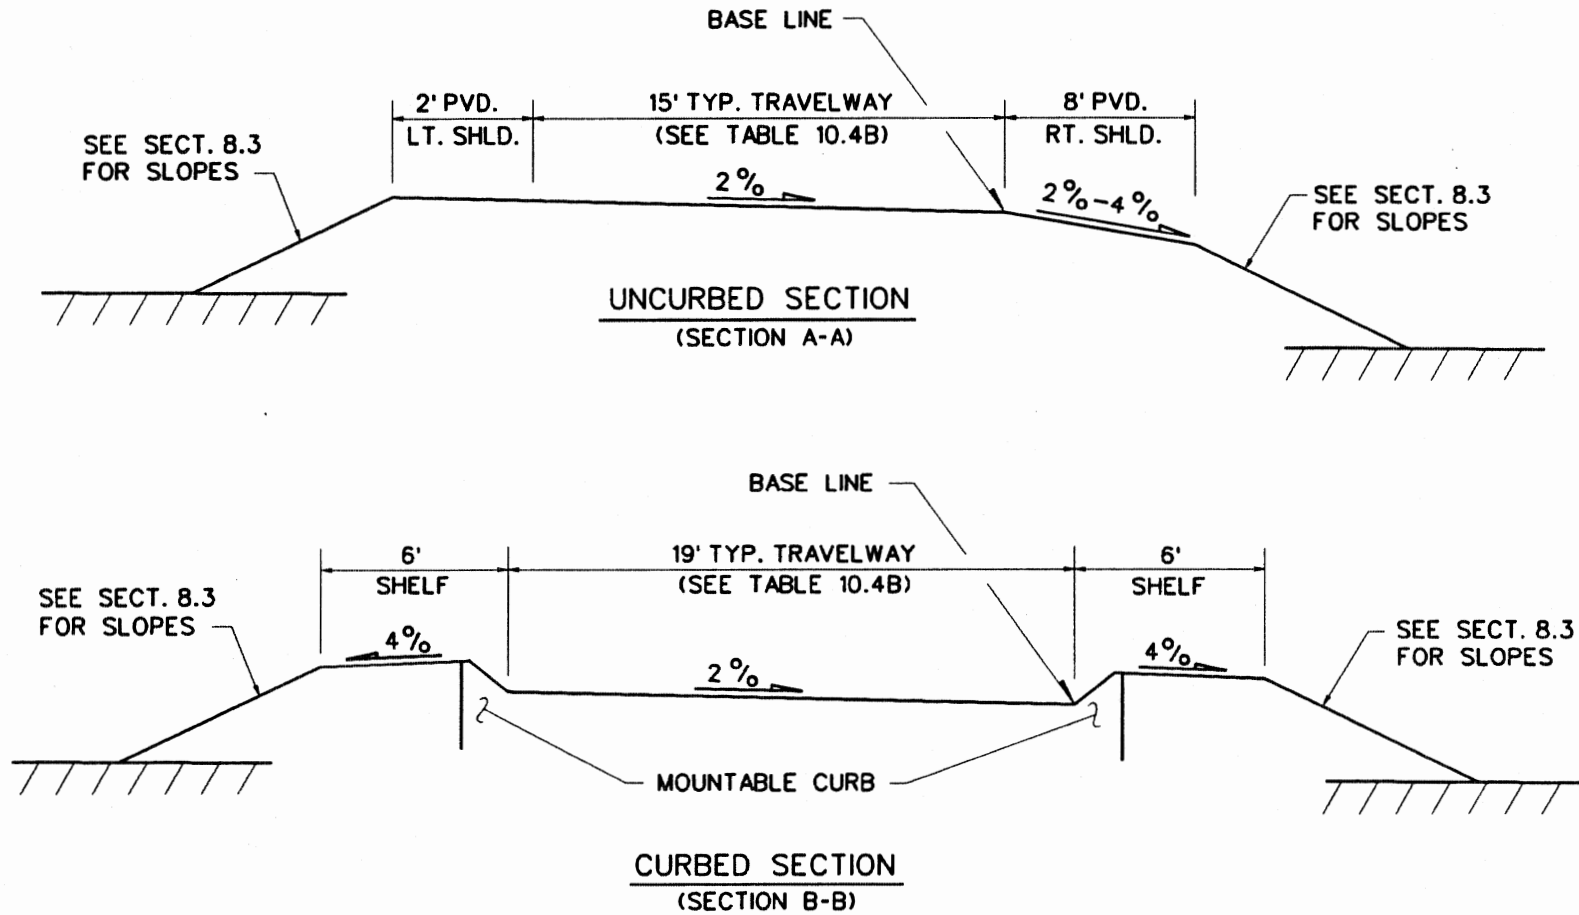 BASE LINE
2' PVD.
LT. SHLD.
15' TYP. TRAVELWAY
(SEE TABLE 10.4B)
8' PVD.
RT. SHLD.
SEE SECT. 8.3
FOR SLOPES
2%
2%-4%
SEE SECT. 8.3
FOR SLOPES
UNCURBED SECTION
(SECTION A-A)
BASE LINE
6'
SHELF
19' TYP. TRAVELWAY
(SEE TABLE 10.4B)
6'
SHELF
SEE SECT. 8.3
FOR SLOPES
4%
2%
4%
SEE SECT. 8.3
FOR SLOPES
MOUNTABLE CURB
CURBED SECTION
(SECTION B-B)